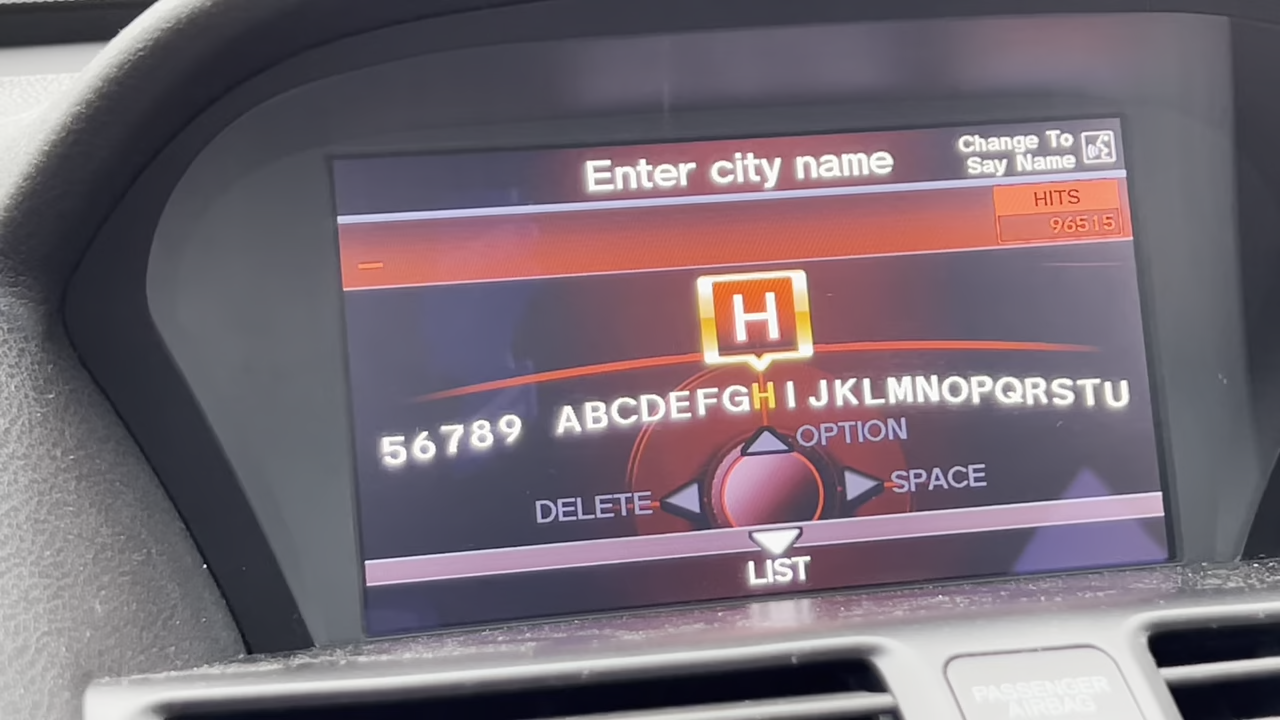 Enter city name
Change To
Say Name
HITS
96515
H
56789 ABCDEFGHIJKLMNOPQRSTU
OPTION
DELETE
SPACE
LIST
PASSENGER
AIRBAG